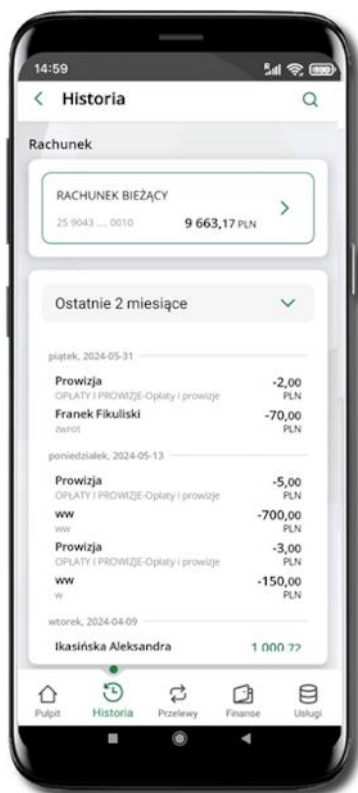 14:59
Historia
Rachunek
RACHUNEK BIEŻĄCY
25 9043 .... 0010 9 663,17 PLN
Ostatnie 2 miesiące
piątek, 2024-05-31
Prowizja -2,00
OPŁATY I PROWIZJE-Opłaty i prowizje PLN
Franek Fikuliski -70,00
zwrot PLN
poniedziałek, 2024-05-13
Prowizja -5,00
OPŁATY I PROWIZJE-Opłaty i prowizje PLN
ww -700,00
ww PLN
Prowizja -3,00
OPŁATY I PROWIZJE-Opłaty i prowizje PLN
ww -150,00
w PLN
wtorek, 2024-04-09
Ikasińska Aleksandra 1 000,72
Pulpit Historia Przelewy Finanse Usługi